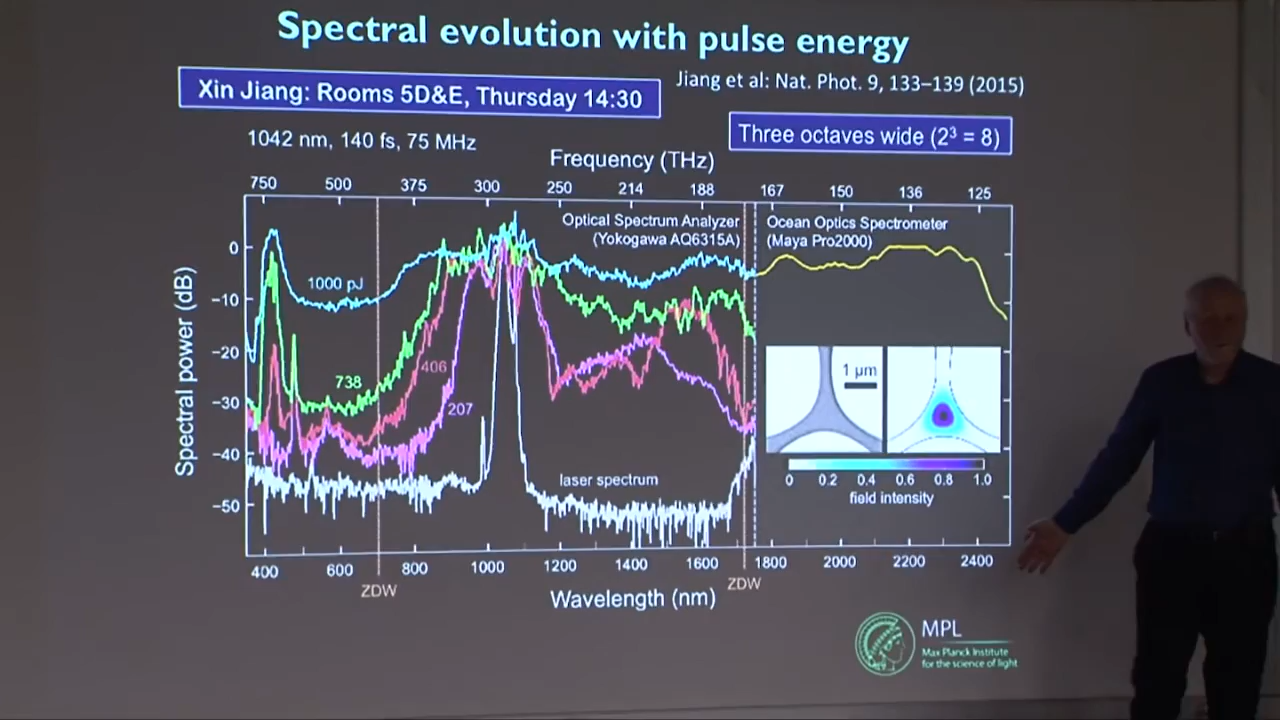 Spectral evolution with pulse energy
Xin Jiang: Rooms 5D&E, Thursday 14:30
Jiang et al: Nat. Phot. 9, 133–139 (2015)
1042 nm, 140 fs, 75 MHz
Three octaves wide (2³ = 8)
Frequency (THz)
750 500 375 300 250 214 188 167 150 136 125
Optical Spectrum Analyzer
(Yokogawa AQ6315A)
Ocean Optics Spectrometer
(Maya Pro2000)
Spectral power (dB)
0
−10
−20
−30
−40
−50
1000 pJ
738
406
207
laser spectrum
1 µm
0 0.2 0.4 0.6 0.8 1.0
field intensity
400 600 800 1000 1200 1400 1600 1800 2000 2200 2400
ZDW
ZDW
Wavelength (nm)
MPL
Max Planck Institute
for the science of light